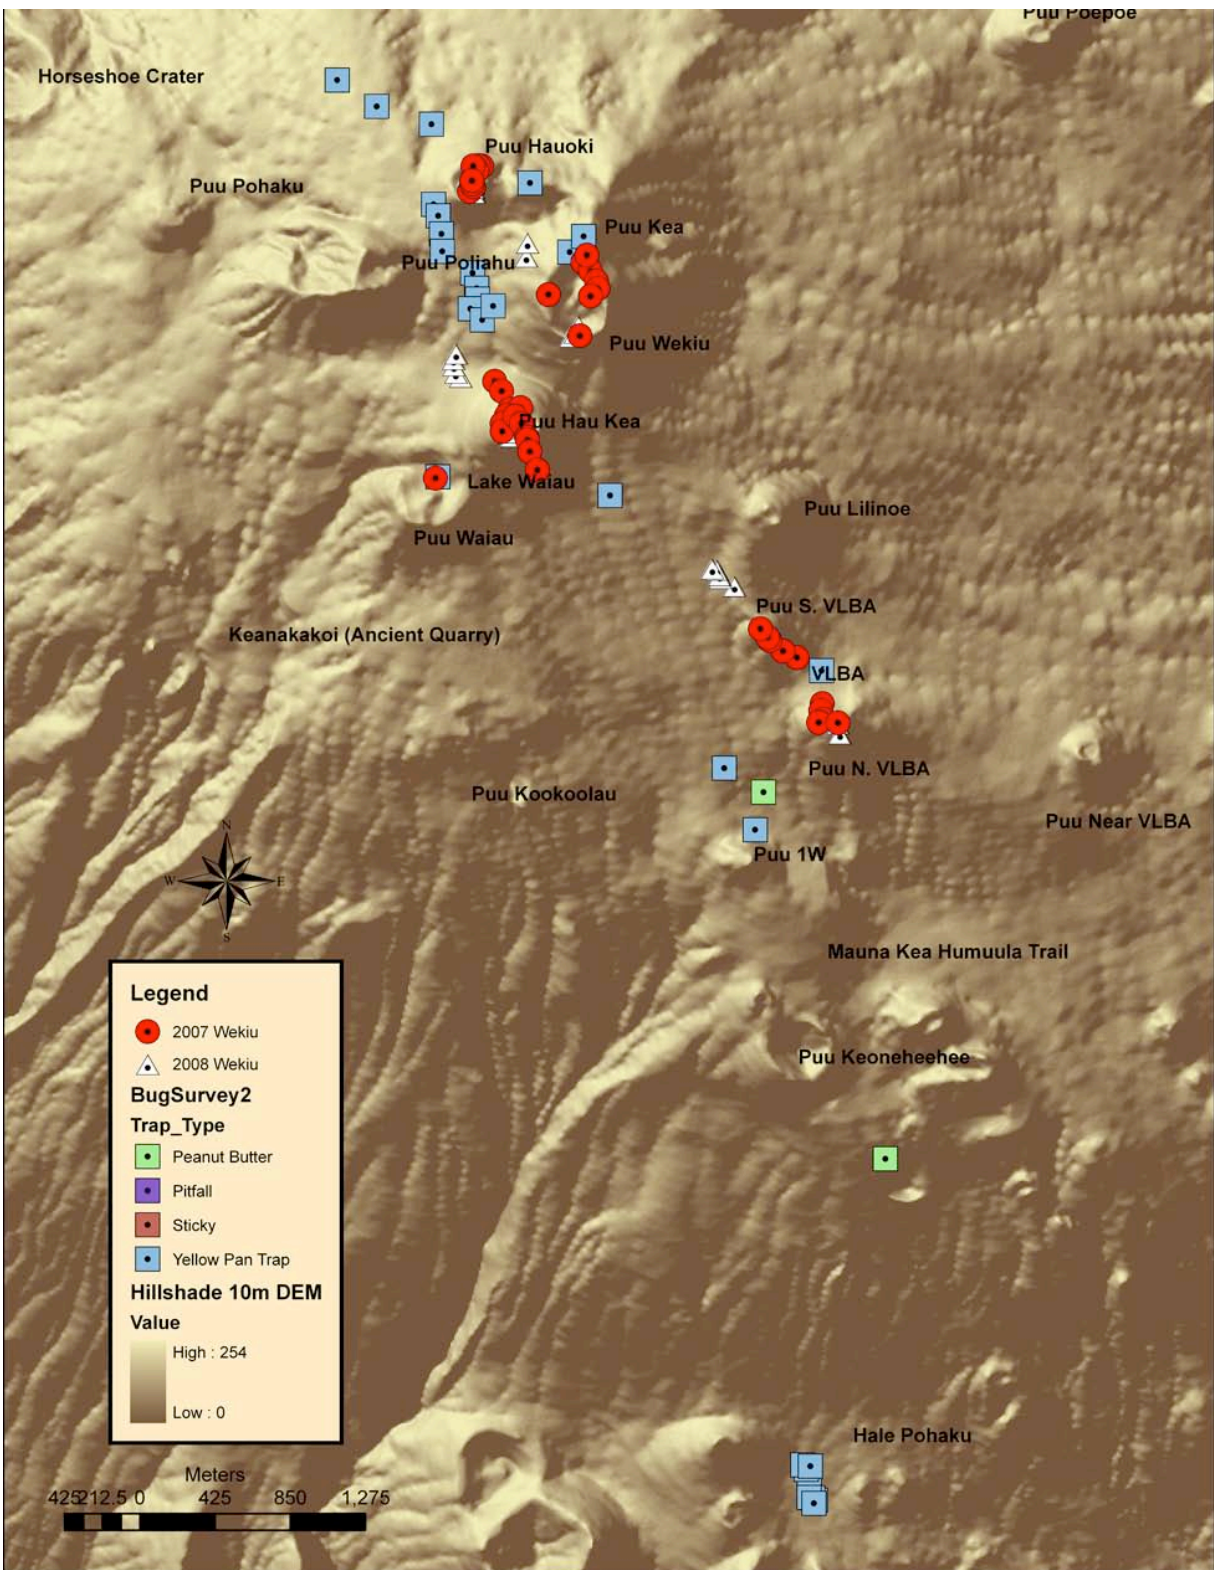 Puu Poepoe
Horseshoe Crater
Puu Hauoki
Puu Pohaku
Puu Kea
Puu Poliahu
Puu Wekiu
Puu Hau Kea
Lake Waiau
Puu Lilinoe
Puu Waiau
Puu S. VLBA
Keanakakoi (Ancient Quarry)
VLBA
Puu N. VLBA
Puu Kookoolau
Puu Near VLBA
Puu 1W
N
W
E
S
Mauna Kea Humuula Trail
Puu Keoneheehee
Legend
2007 Wekiu
2008 Wekiu
BugSurvey2
Trap_Type
Peanut Butter
Pitfall
Sticky
Yellow Pan Trap
Hillshade 10m DEM
Value
High : 254
Low : 0
Hale Pohaku
Meters
425 212.5 0 425 850 1,275